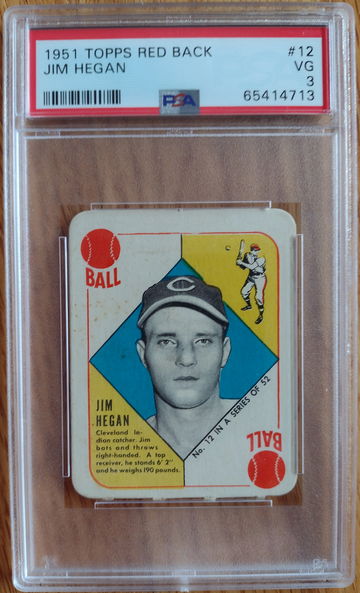 1951 TOPPS RED BACK #12
JIM HEGAN VG
3
PSA 65414713
BALL
C
JIM
HEGAN
Cleveland In-
dian catcher. Jim
bats and throws
right-handed. A top
receiver, he stands 6' 2"
and he weighs 190 pounds.
No. 12 IN A SERIES OF 52
BALL